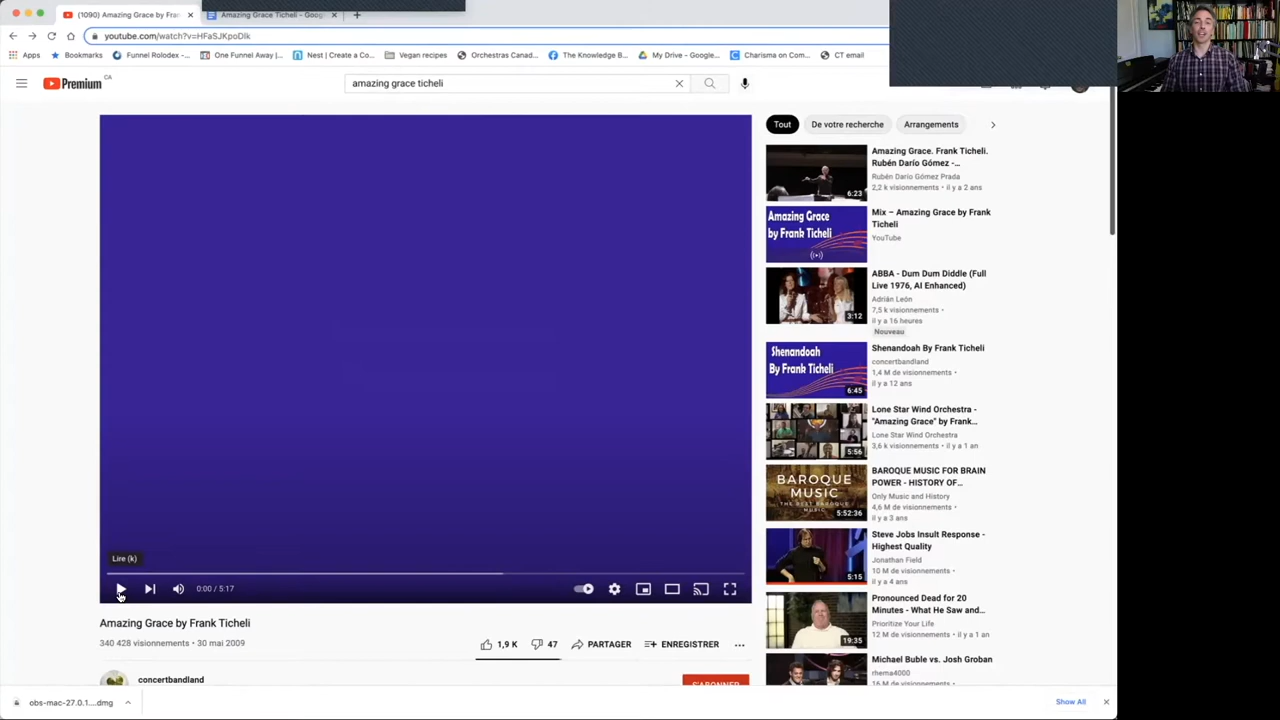 (1090) Amazing Grace by Fran
Amazing Grace Ticheli - Goog
youtube.com/watch?v=HFaSJKpoDlk
Apps
Bookmarks
Funnel Rolodex -...
One Funnel Away |...
Nest | Create a Co...
Vegan recipes
Orchestras Canad...
The Knowledge B...
My Drive – Google...
Charisma on Com...
CT email
Premium
CA
amazing grace ticheli
Tout
De votre recherche
Arrangements
Amazing Grace. Frank Ticheli.
Rubén Darío Gómez -...
Rubén Darío Gómez Prada
2,2 k visionnements • il y a 2 ans
6:23
Amazing Grace
by Frank Ticheli
Mix – Amazing Grace by Frank
Ticheli
YouTube
ABBA - Dum Dum Diddle (Full
Live 1976, AI Enhanced)
Adrián León
7,5 k visionnements •
il y a 16 heures
Nouveau
3:12
Shenandoah
By Frank Ticheli
6:45
Shenandoah By Frank Ticheli
concertbandland
1,4 M de visionnements •
il y a 12 ans
Lone Star Wind Orchestra -
"Amazing Grace" by Frank...
Lone Star Wind Orchestra
3,6 k visionnements • il y a 1 an
5:56
BAROQUE
MUSIC
5:52:36
BAROQUE MUSIC FOR BRAIN
POWER - HISTORY OF...
Only Music and History
4,6 M de visionnements •
il y a 3 ans
Steve Jobs Insult Response -
Highest Quality
Jonathan Field
10 M de visionnements •
il y a 4 ans
5:15
Pronounced Dead for 20
Minutes - What He Saw and...
Prioritize Your Life
12 M de visionnements • il y a 1 an
19:35
Michael Buble vs. Josh Groban
rhema4000
16 M de visionnements •
Lire (k)
0:00 / 5:17
Amazing Grace by Frank Ticheli
340 428 visionnements • 30 mai 2009
1,9 K
47
PARTAGER
ENREGISTRER
concertbandland
S'ABONNER
obs-mac-27.0.1....dmg
Show All